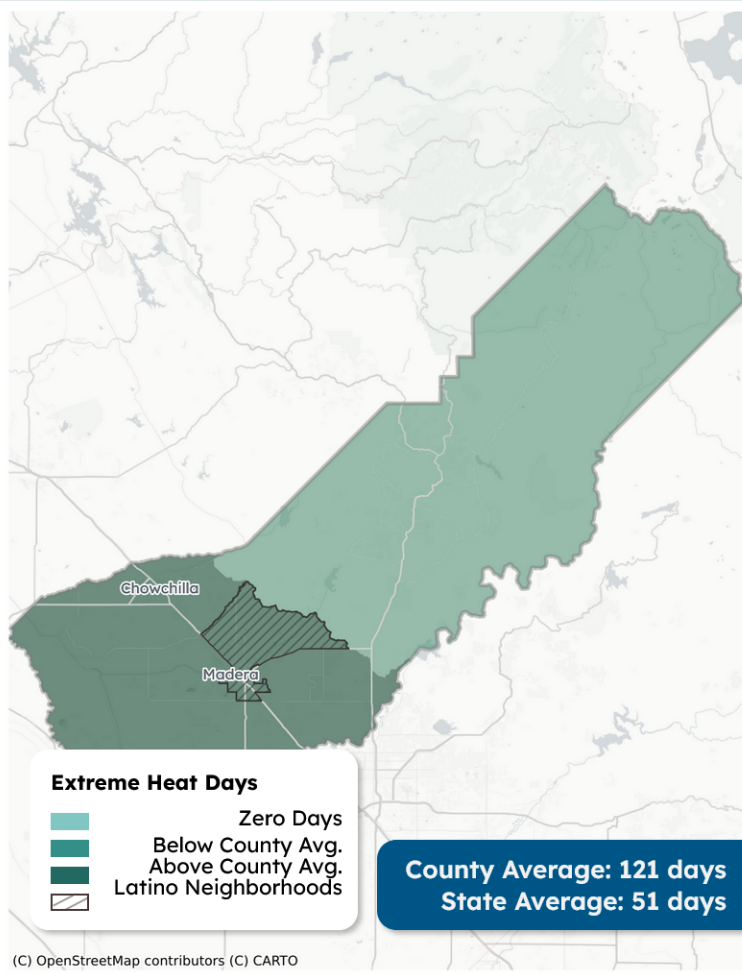 Chowchilla
Madera
Extreme Heat Days
Zero Days
Below County Avg.
Above County Avg.
Latino Neighborhoods
County Average: 121 days
State Average: 51 days
(C) OpenStreetMap contributors (C) CARTO